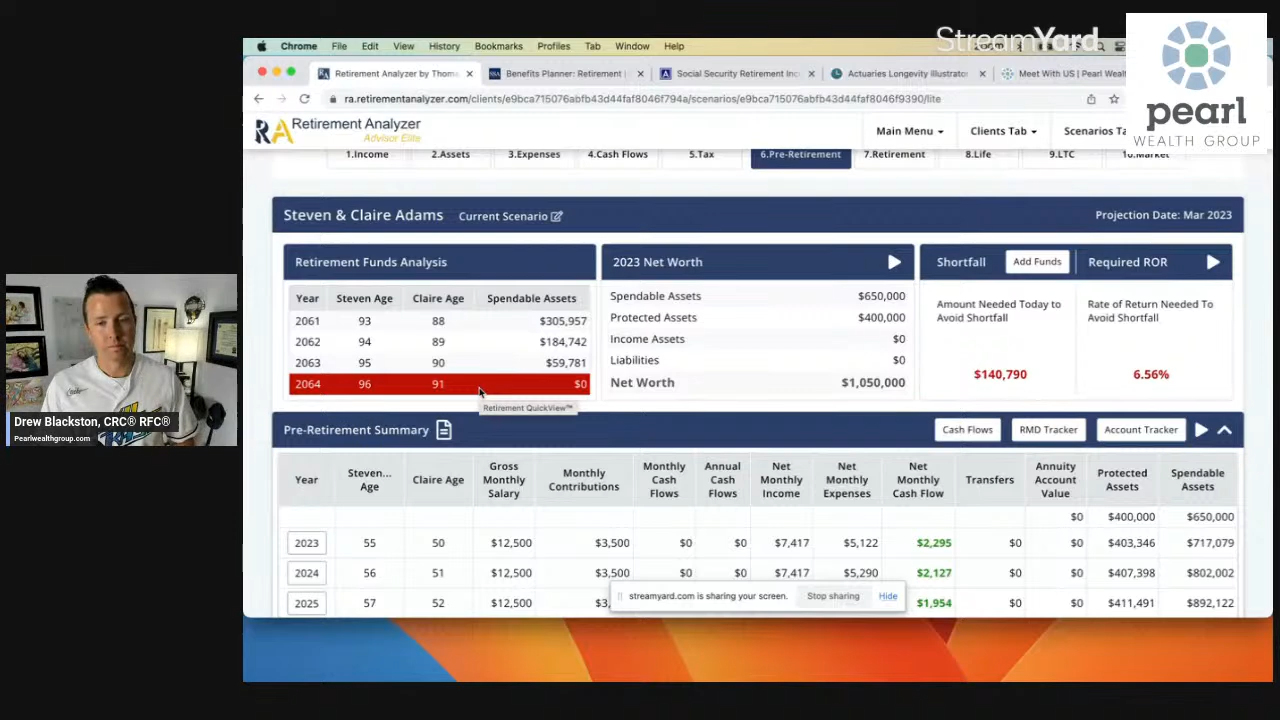 StreamYard
pearl
WEALTH GROUP
Chrome File Edit View History Bookmarks Profiles Tab Window Help
Retirement Analyzer by Thom
Benefits Planner: Retirement
Social Security Retirement Inc
Actuaries Longevity Illustrator
Meet With US | Pearl Wealt
ra.retirementanalyzer.com/clients/e9bca715076abfb43d44faf8046f794a/scenarios/e9bca715076abfb43d44faf8046f9390/lite
RA Retirement Analyzer
Advisor Elite
Main Menu Clients Tab Scenarios Ta
1.Income 2.Assets 3.Expenses 4.Cash Flows 5.Tax 6.Pre-Retirement 7.Retirement 8.Life 9.LTC 10.Market
Steven & Claire Adams Current Scenario Projection Date: Mar 2023
Retirement Funds Analysis
Year Steven Age Claire Age Spendable Assets
2061 93 88 $305,957
2062 94 89 $184,742
2063 95 90 $59,781
2064 96 91 $0
Retirement QuickView™
2023 Net Worth
Spendable Assets $650,000
Protected Assets $400,000
Income Assets $0
Liabilities $0
Net Worth $1,050,000
Shortfall Add Funds Required ROR
Amount Needed Today to
Avoid Shortfall
$140,790
Rate of Return Needed To
Avoid Shortfall
6.56%
Pre-Retirement Summary Cash Flows RMD Tracker Account Tracker
Year Steven... Age Claire Age Gross Monthly Salary Monthly Contributions Monthly Cash Flows Annual Cash Flows Net Monthly Income Net Monthly Expenses Net Monthly Cash Flow Transfers Annuity Account Value Protected Assets Spendable Assets
$0 $400,000 $650,000
2023 55 50 $12,500 $3,500 $0 $0 $7,417 $5,122 $2,295 $0 $0 $403,346 $717,079
2024 56 51 $12,500 $3,500 $0 $0 $7,417 $5,290 $2,127 $0 $0 $407,398 $802,002
2025 57 52 $12,500 $3, $1,954 $0 $0 $411,491 $892,122
streamyard.com is sharing your screen. Stop sharing Hide
Drew Blackston, CRC® RFC®
Pearlwealthgroup.com